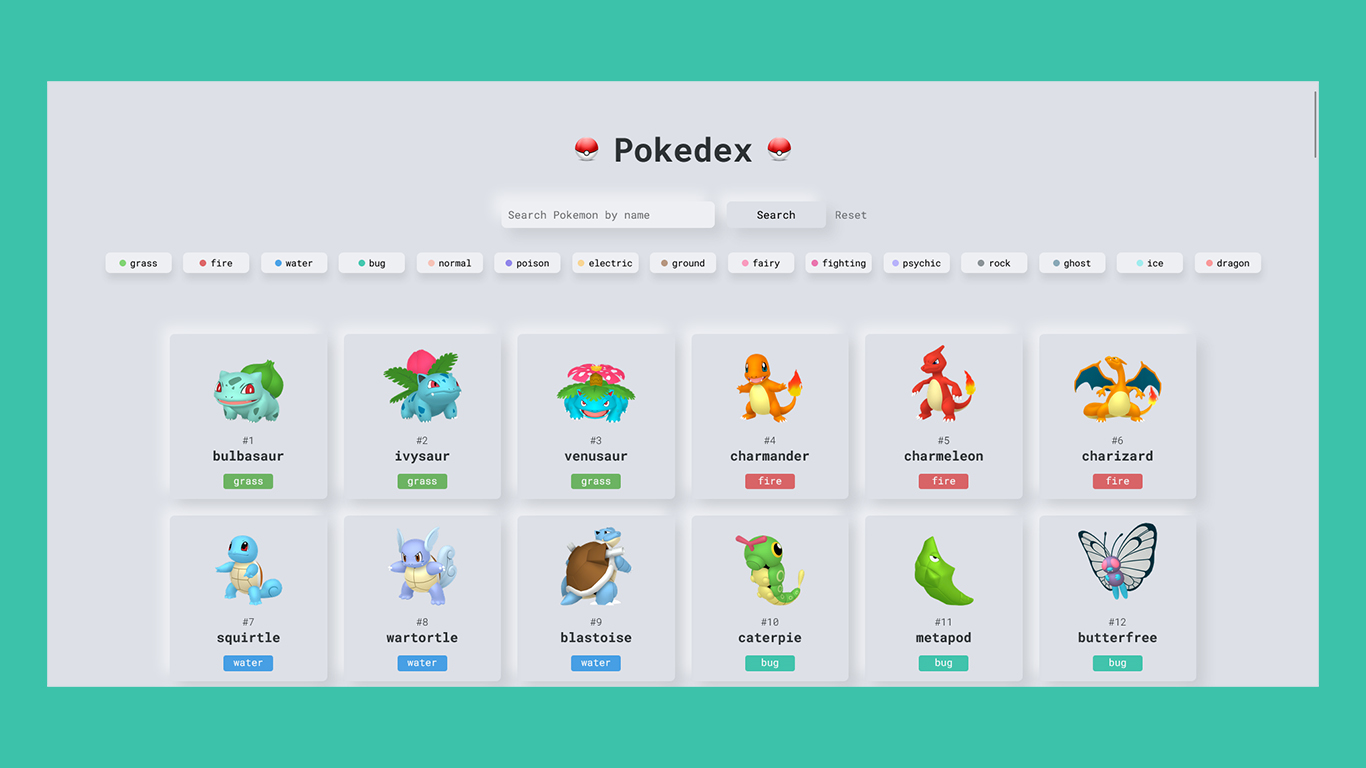 Pokedex
Search Pokemon by name Search Reset
grass fire water bug normal poison electric ground fairy fighting psychic rock ghost ice dragon
#1 #2 #3 #4 #5 #6
bulbasaur ivysaur venusaur charmander charmeleon charizard
grass grass grass fire fire fire
#7 #8 #9 #10 #11 #12
squirtle wartortle blastoise caterpie metapod butterfree
water water water bug bug bug